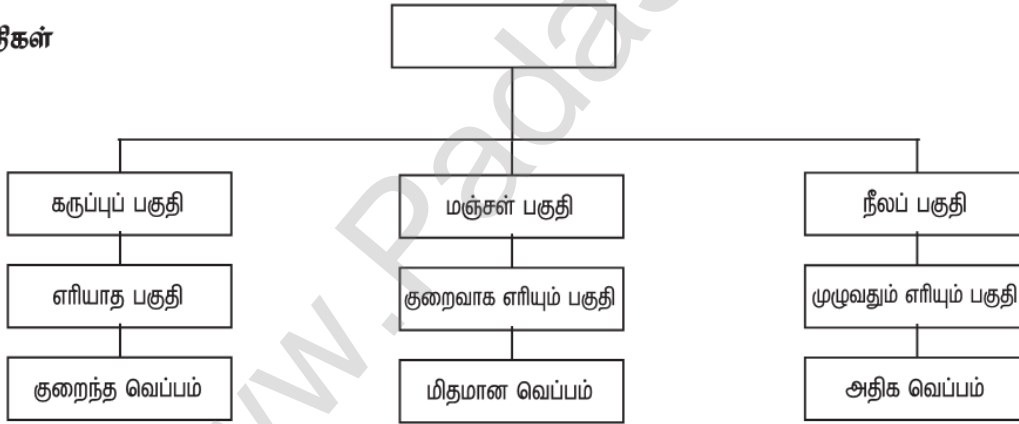 கருப்புப் பகுதி
மஞ்சள் பகுதி
நீலப் பகுதி
எரியாத பகுதி
குறைவாக எரியும் பகுதி
முழுவதும் எரியும் பகுதி
குறைந்த வெப்பம்
மிதமான வெப்பம்
அதிக வெப்பம்